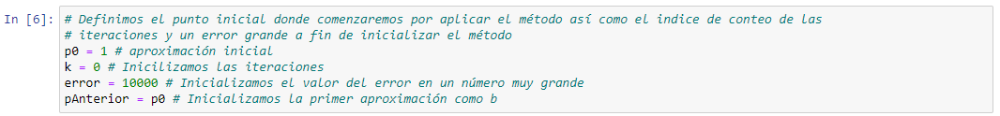 In [6]: # Definimos el punto inicial donde comenzaremos por aplicar el método así como el indice de conteo de las
# iteraciones y un error grande a fin de inicializar el método
p0 = 1 # aproximación inicial
k = 0 # Inicilizamos las iteraciones
error = 10000 # Inicializamos el valor del error en un número muy grande
pAnterior = p0 # Inicializamos la primer aproximación como b